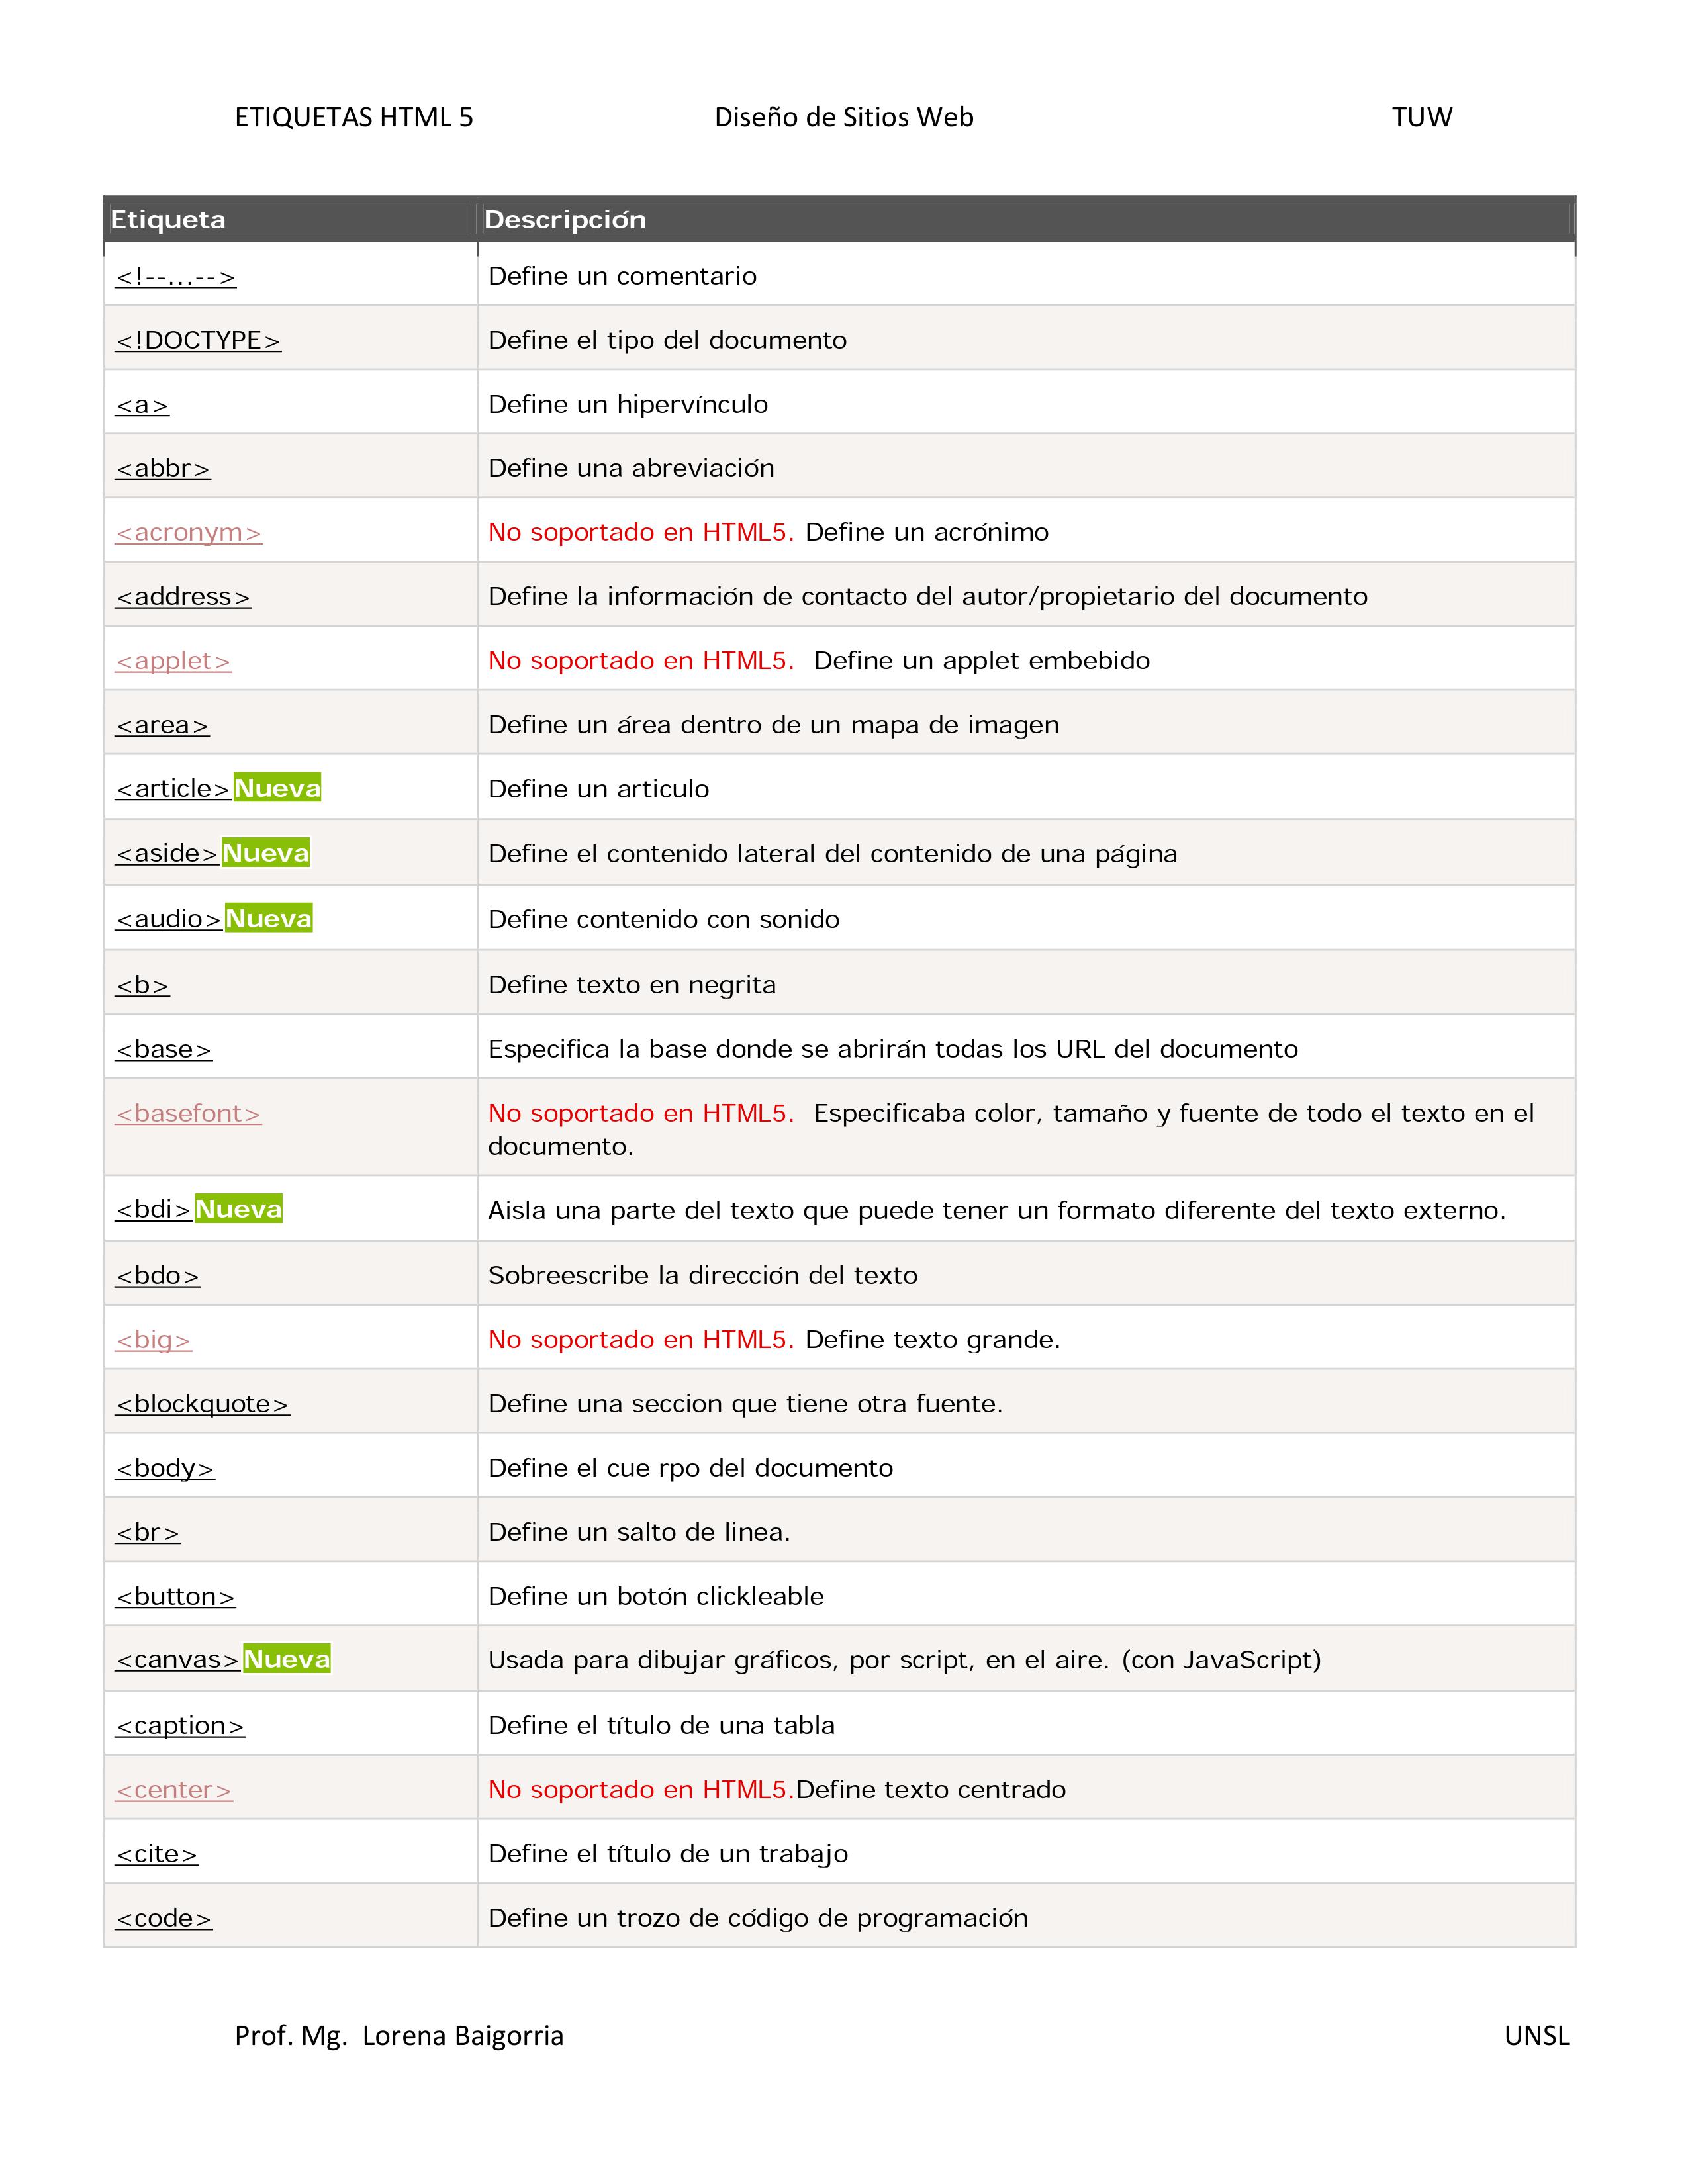 ETIQUETAS HTML 5 Diseño de Sitios Web TUW
Etiqueta Descripción
<!--...--> Define un comentario
<!DOCTYPE> Define el tipo del documento
<a> Define un hipervínculo
<abbr> Define una abreviación
<acronym> No soportado en HTML5. Define un acrónimo
<address> Define la información de contacto del autor/propietario del documento
<applet> No soportado en HTML5.  Define un applet embebido
<area> Define un área dentro de un mapa de imagen
<article>Nueva Define un articulo
<aside>Nueva Define el contenido lateral del contenido de una página
<audio>Nueva Define contenido con sonido
<b> Define texto en negrita
<base> Especifica la base donde se abrirán todas los URL del documento
<basefont> No soportado en HTML5.  Especificaba color, tamaño y fuente de todo el texto en el
documento.
<bdi>Nueva Aisla una parte del texto que puede tener un formato diferente del texto externo.
<bdo> Sobreescribe la dirección del texto
<big> No soportado en HTML5. Define texto grande.
<blockquote> Define una seccion que tiene otra fuente.
<body> Define el cue rpo del documento
<br> Define un salto de linea.
<button> Define un botón clickleable
<canvas>Nueva Usada para dibujar gráficos, por script, en el aire. (con JavaScript)
<caption> Define el título de una tabla
<center> No soportado en HTML5.Define texto centrado
<cite> Define el título de un trabajo
<code> Define un trozo de código de programación
Prof. Mg.  Lorena Baigorria UNSL